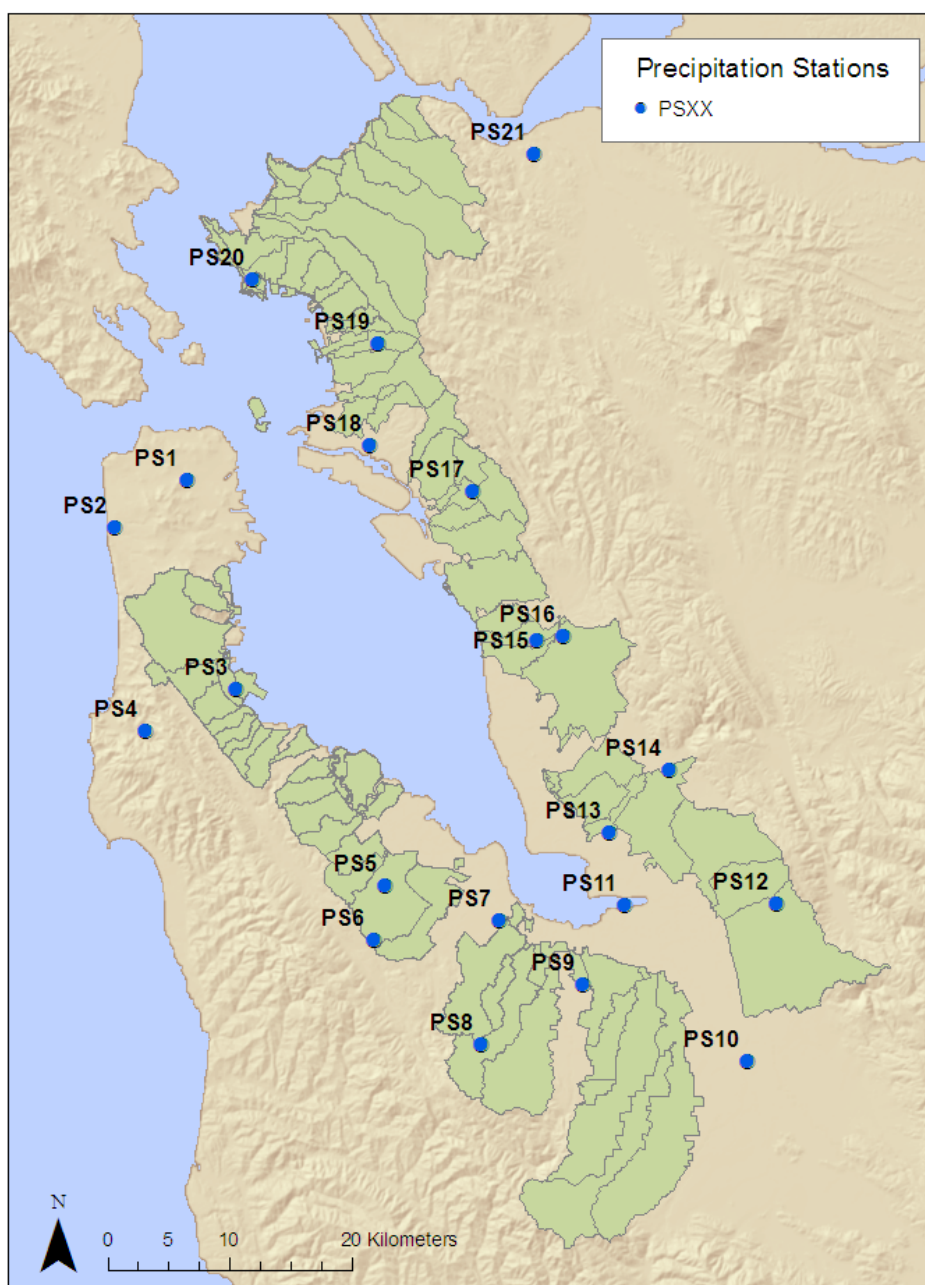 Precipitation Stations
PSXX
PS21
PS20
PS19
PS18
PS1
PS17
PS2
PS16
PS15
PS3
PS4
PS14
PS13
PS5
PS11
PS12
PS7
PS6
PS9
PS8
PS10
N
0 5 10 20 Kilometers